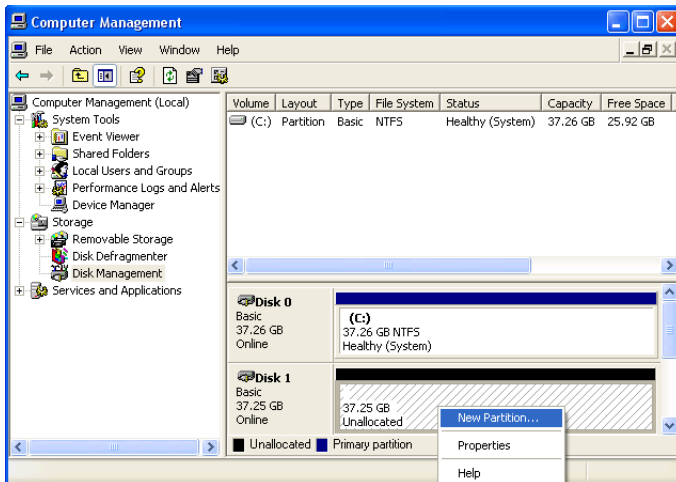 Computer Management
File Action View Window Help
Computer Management (Local)
System Tools
Event Viewer
Shared Folders
Local Users and Groups
Performance Logs and Alerts
Device Manager
Storage
Removable Storage
Disk Defragmenter
Disk Management
Services and Applications
Volume Layout Type File System Status Capacity Free Space
(C:) Partition Basic NTFS Healthy (System) 37.26 GB 25.92 GB
Disk 0
Basic
37.26 GB
Online
(C:)
37.26 GB NTFS
Healthy (System)
Disk 1
Basic
37.25 GB
Online
37.25 GB
Unallocated
New Partition...
Properties
Help
Unallocated Primary partition